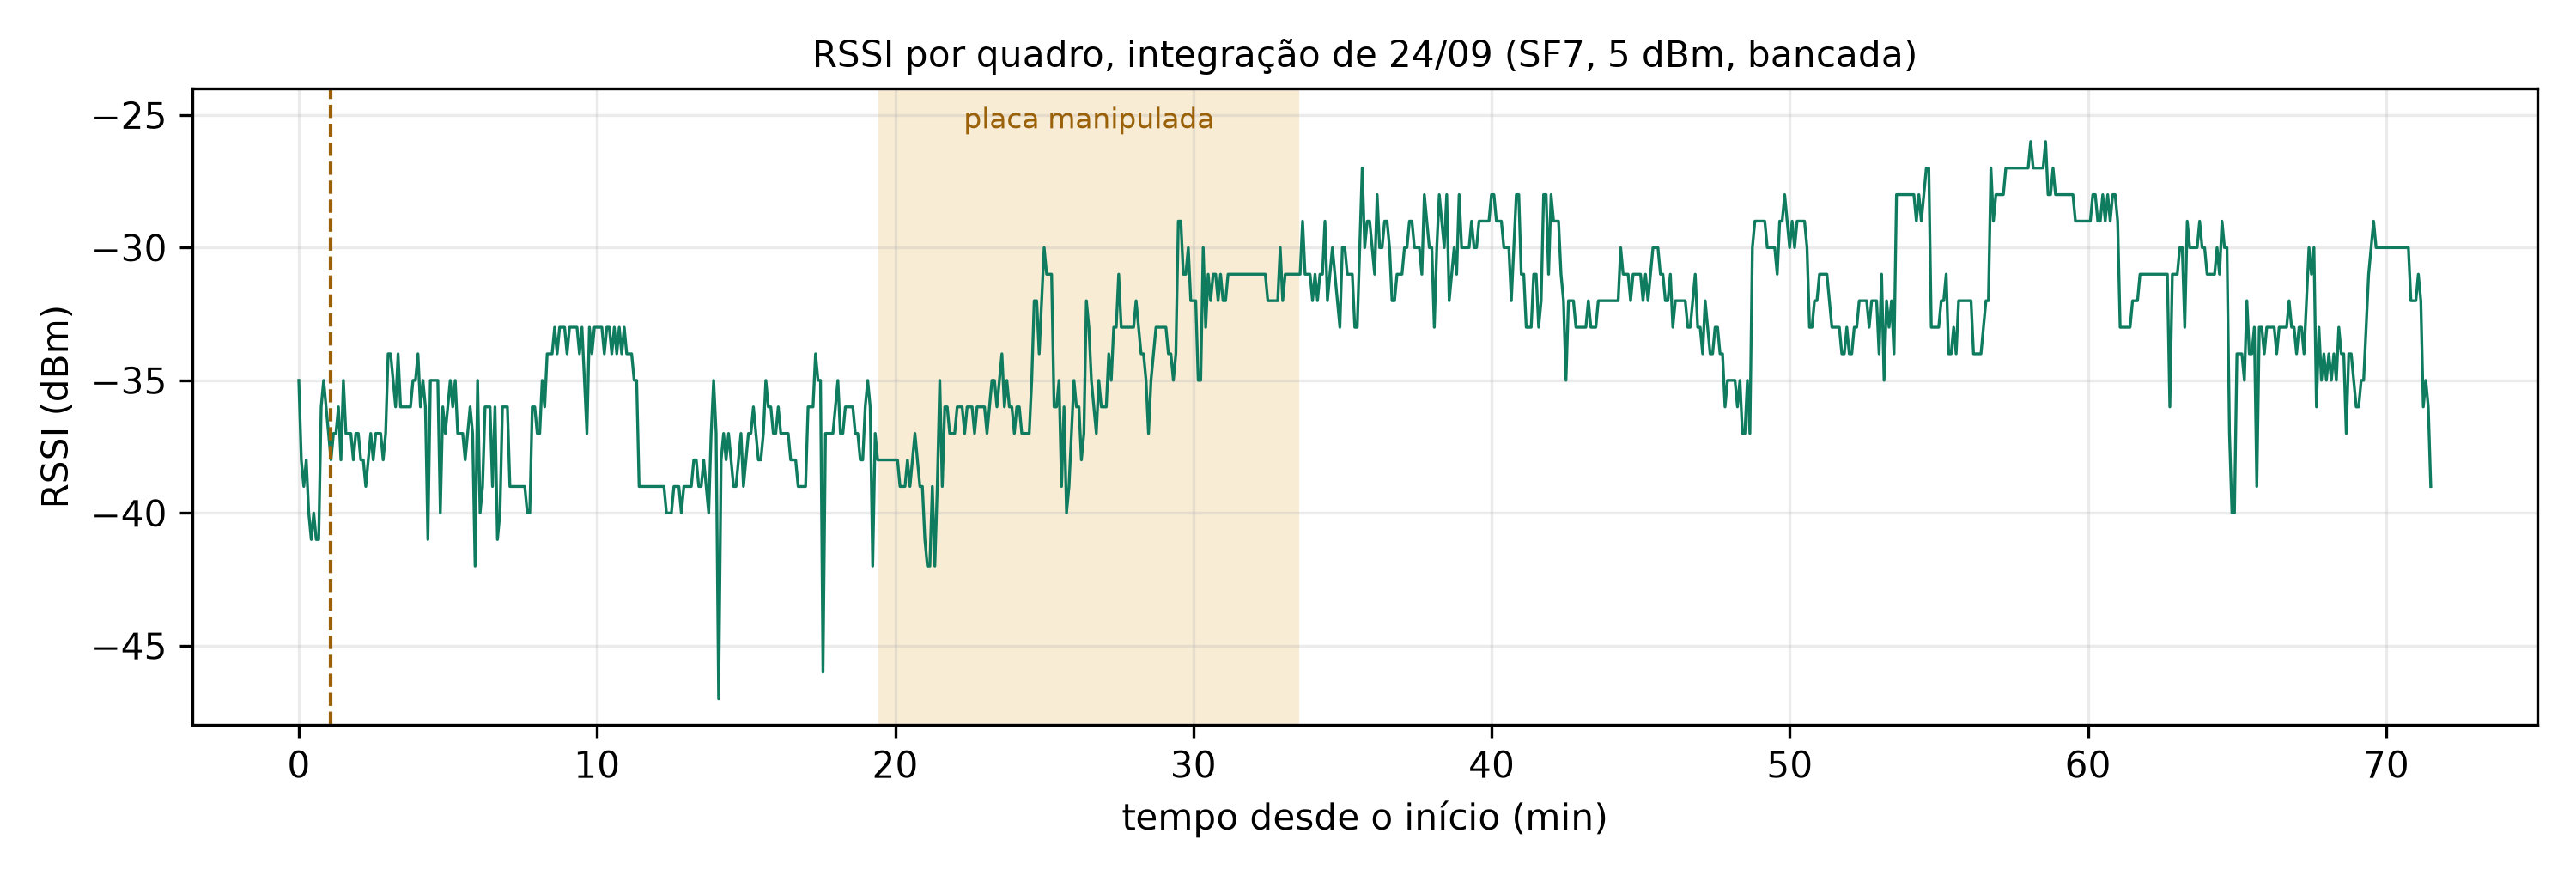 RSSI por quadro, integração de 24/09 (SF7, 5 dBm, bancada)
placa manipulada
RSSI (dBm)
−25
−30
−35
−40
−45
0 10 20 30 40 50 60 70
tempo desde o início (min)